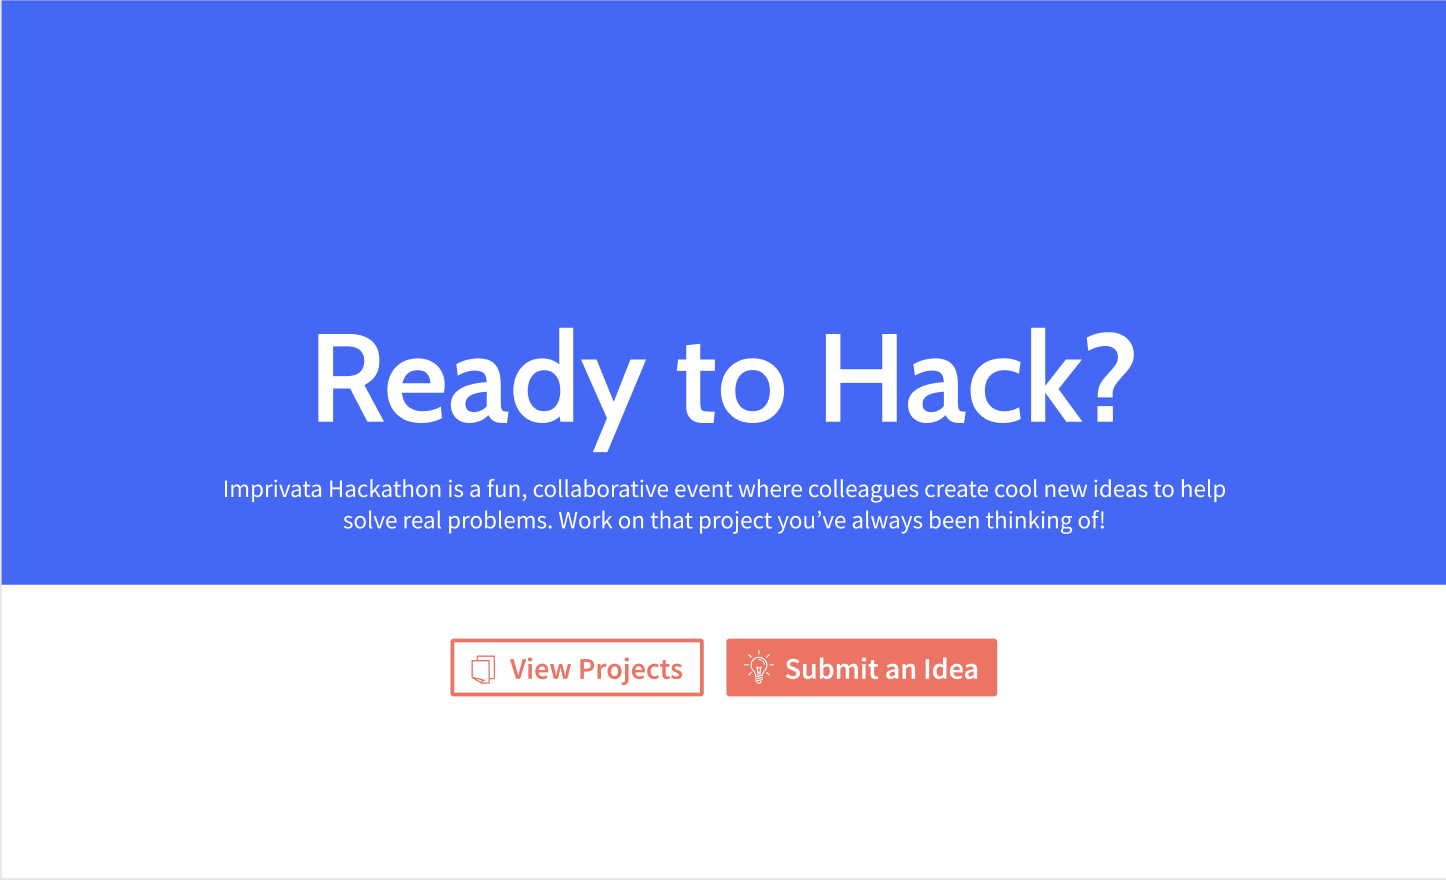 Ready to Hack?
Imprivata Hackathon is a fun, collaborative event where colleagues create cool new ideas to help
solve real problems. Work on that project you’ve always been thinking of!
View Projects
Submit an Idea